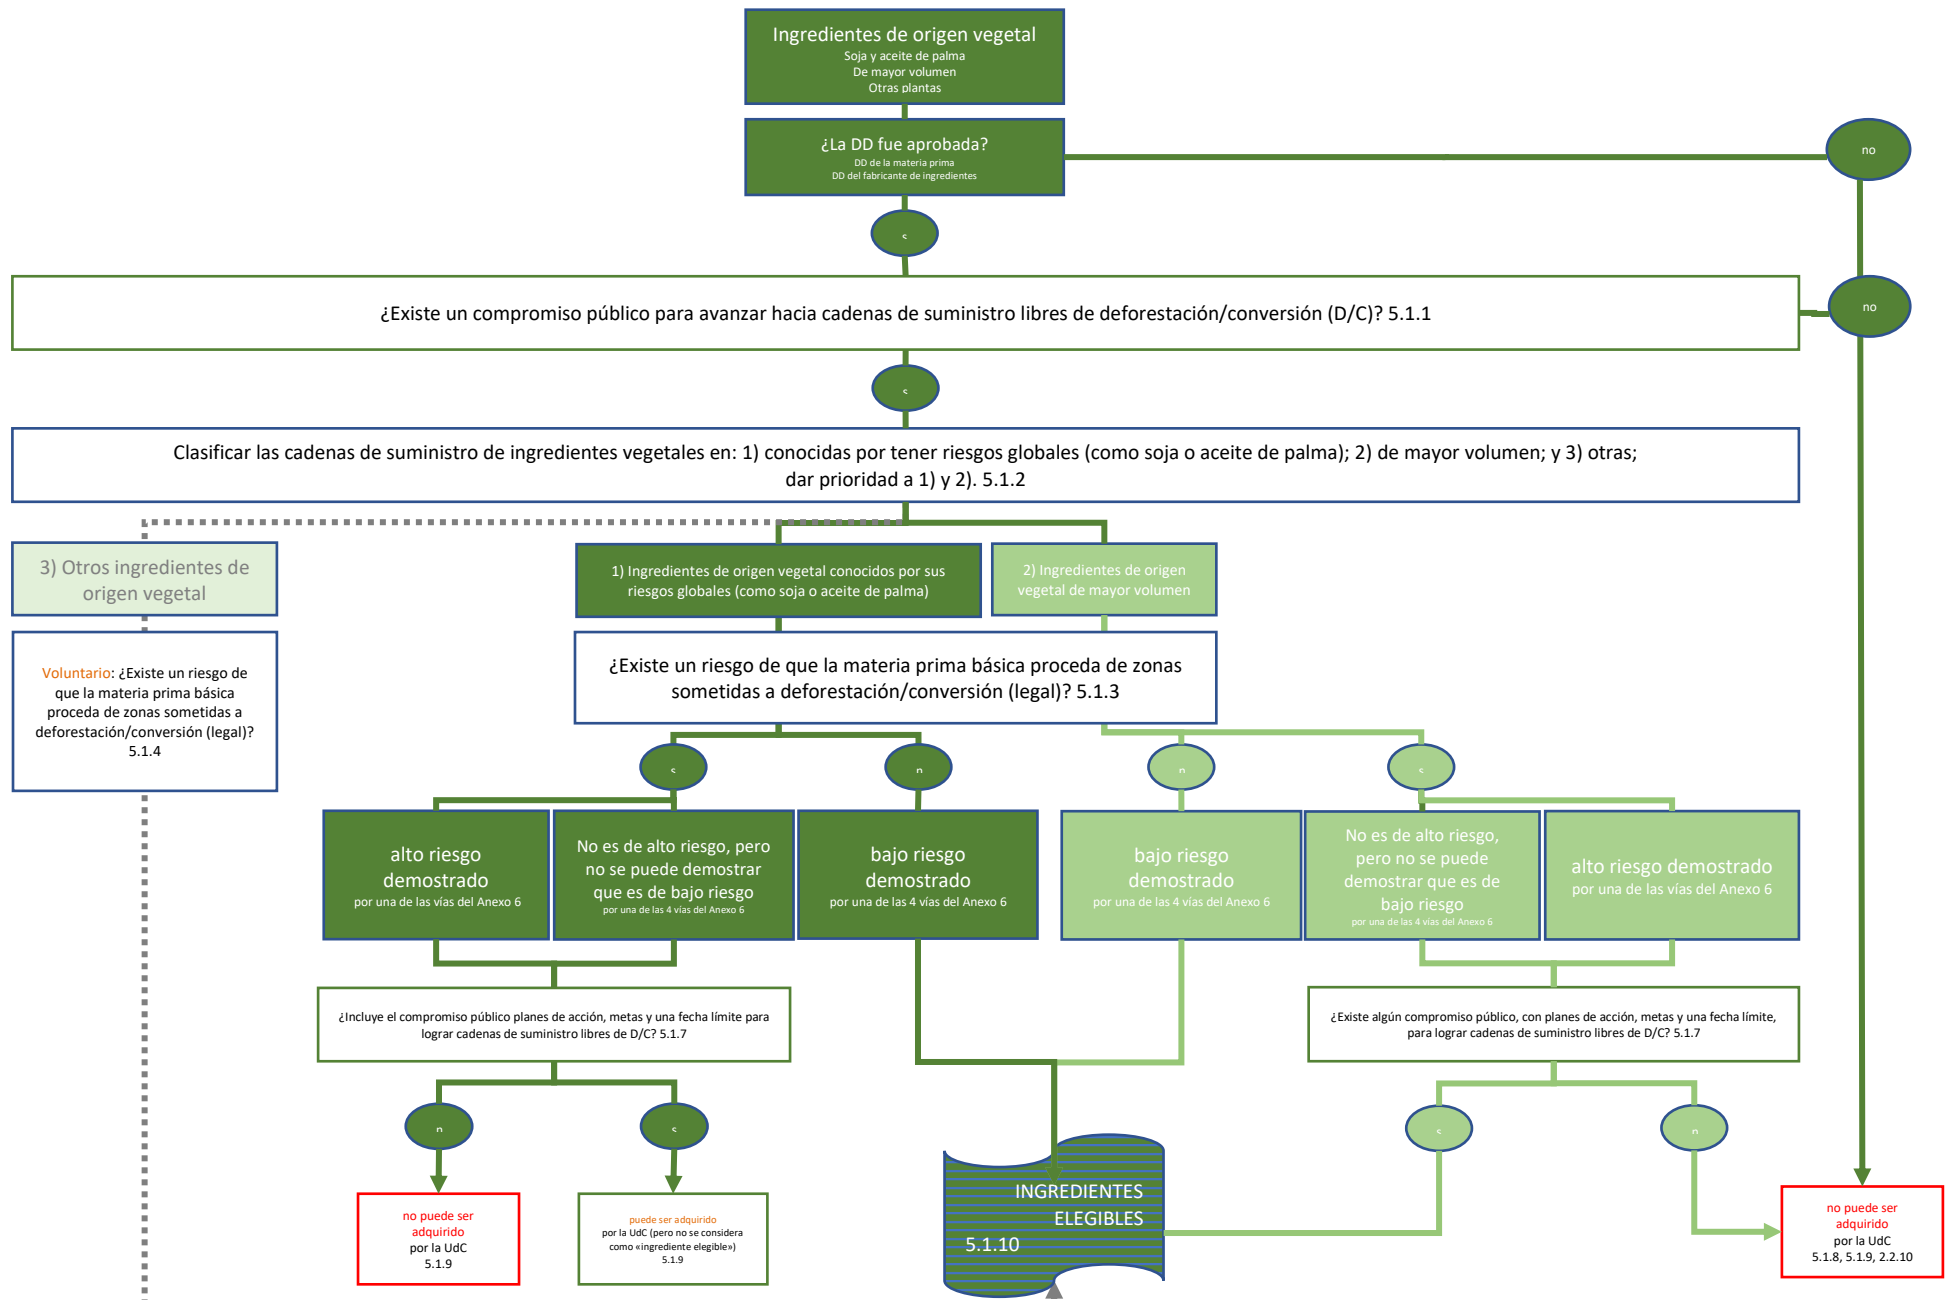 Ingredientes de origen vegetal
Soja y aceite de palma
De mayor volumen
Otras plantas
¿La DD fue aprobada?
DD de la materia prima
DD del fabricante de ingredientes
no
¿Existe un compromiso público para avanzar hacia cadenas de suministro libres de deforestación/conversión (D/C)? 5.1.1
no
Clasificar las cadenas de suministro de ingredientes vegetales en: 1) conocidas por tener riesgos globales (como soja o aceite de palma); 2) de mayor volumen; y 3) otras;
dar prioridad a 1) y 2). 5.1.2
3) Otros ingredientes de
origen vegetal
1) Ingredientes de origen vegetal conocidos por sus
riesgos globales (como soja o aceite de palma)
2) Ingredientes de origen
vegetal de mayor volumen
Voluntario: ¿Existe un riesgo de
que la materia prima básica
proceda de zonas sometidas a
deforestación/conversión (legal)?
5.1.4
¿Existe un riesgo de que la materia prima básica proceda de zonas
sometidas a deforestación/conversión (legal)? 5.1.3
alto riesgo
demostrado
por una de las vías del Anexo 6
No es de alto riesgo, pero
no se puede demostrar
que es de bajo riesgo
por una de las 4 vías del Anexo 6
bajo riesgo
demostrado
por una de las 4 vías del Anexo 6
bajo riesgo
demostrado
por una de las 4 vías del Anexo 6
No es de alto riesgo,
pero no se puede
demostrar que es de
bajo riesgo
por una de las 4 vías del Anexo 6
alto riesgo demostrado
por una de las vías del Anexo 6
¿Incluye el compromiso público planes de acción, metas y una fecha límite para
lograr cadenas de suministro libres de D/C? 5.1.7
¿Existe algún compromiso público, con planes de acción, metas y una fecha límite,
para lograr cadenas de suministro libres de D/C? 5.1.7
no puede ser
adquirido
por la UdC
5.1.9
puede ser adquirido
por la UdC (pero no se considera
como «ingrediente elegible»)
5.1.9
INGREDIENTES
ELEGIBLES
5.1.10
no puede ser
adquirido
por la UdC
5.1.8, 5.1.9, 2.2.10